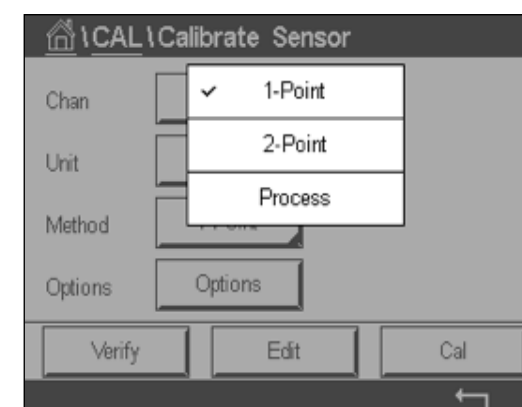 \CAL\Calibrate Sensor
Chan
✓ 1-Point
2-Point
Unit
Process
Method
Options Options
Verify Edit Cal